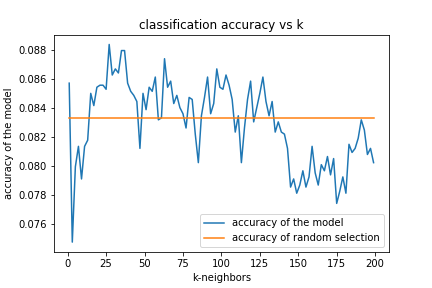 classification accuracy vs k
accuracy of the model
0.088
0.086
0.084
0.082
0.080
0.078
0.076
accuracy of the model
accuracy of random selection
0 25 50 75 100 125 150 175 200
k-neighbors